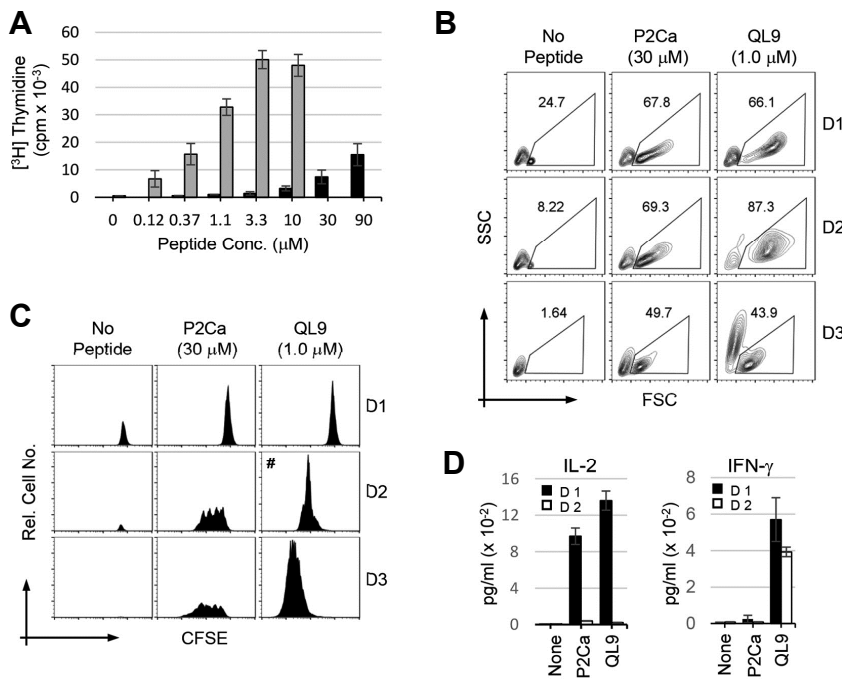 A
[³H] Thymidine
(cpm x 10⁻³)
60
50
40
30
20
10
0
0 0.12 0.37 1.1 3.3 10 30 90
Peptide Conc. (µM)
B
No
Peptide
P2Ca
(30 µM)
QL9
(1.0 µM)
24.7 67.8 66.1
D1
8.22 69.3 87.3
D2
1.64 49.7 43.9
D3
SSC
FSC
C
No
Peptide
P2Ca
(30 µM)
QL9
(1.0 µM)
D1
#
D2
D3
Rel. Cell No.
CFSE
D
IL-2
pg/ml (x 10⁻²)
16
12
8
4
0
D 1
D 2
None P2Ca QL9
IFN-γ
pg/ml (x 10⁻²)
8
6
4
2
0
D 1
D 2
None P2Ca QL9